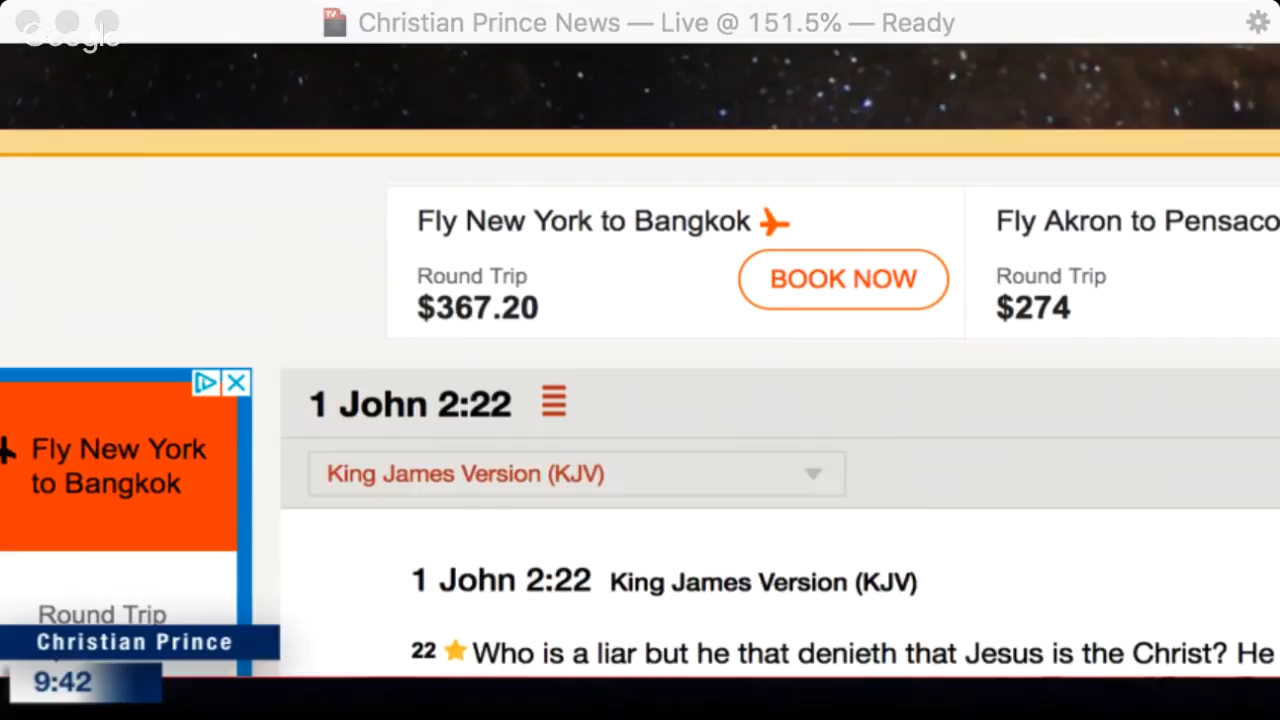 Christian Prince News — Live @ 151.5% — Ready
Google
Fly New York to Bangkok
Round Trip
$367.20
BOOK NOW
Fly Akron to Pensaco
Round Trip
$274
Fly New York
to Bangkok
Round Trip
1 John 2:22
King James Version (KJV)
1 John 2:22 King James Version (KJV)
22 Who is a liar but he that denieth that Jesus is the Christ? He
Christian Prince
9:42